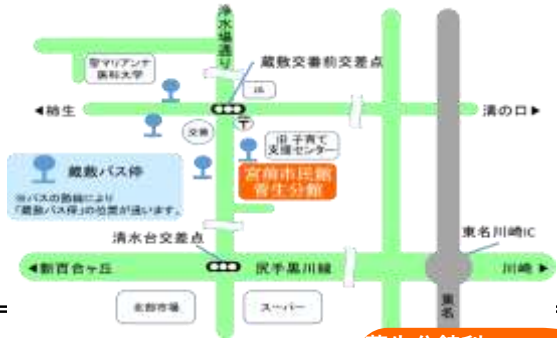 浄水場通り
聖マリアンナ
医科大学
蔵敷交番前交差点
JA
◀柿生
溝の口▶
交番
〒
旧 子育て
支援センター
蔵敷バス停
※バスの路線により
「蔵敷バス停」の位置が違います。
宮前市民館
菅生分館
清水台交差点
東名川崎IC
◀新百合ヶ丘
尻手黒川線
川崎▶
北部市場
スーパー
東名